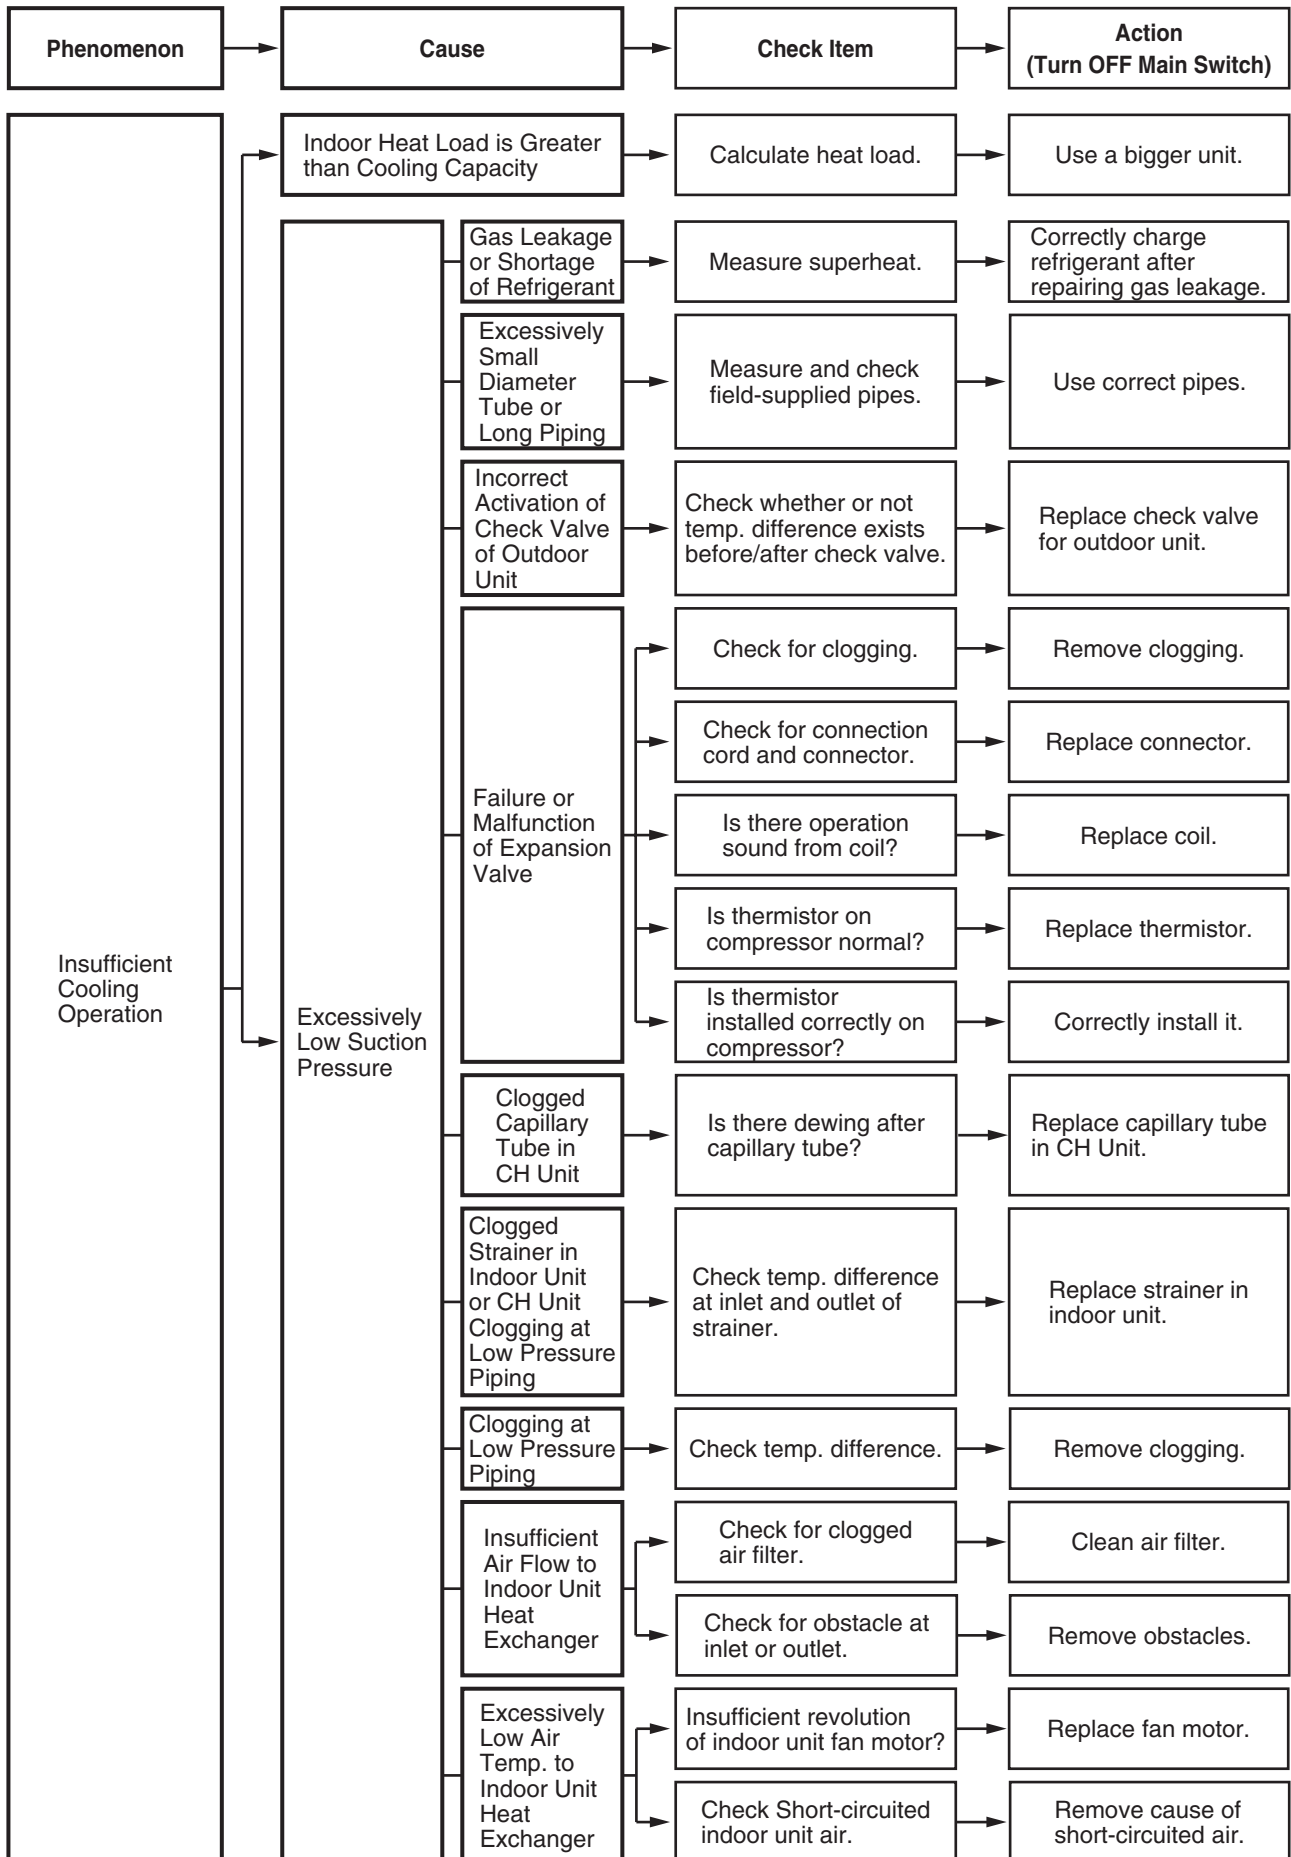 Phenomenon
Cause
Check Item
Action
(Turn OFF Main Switch)
Insufficient
Cooling
Operation
Indoor Heat Load is Greater
than Cooling Capacity
Calculate heat load.
Use a bigger unit.
Excessively
Low Suction
Pressure
Gas Leakage
or Shortage
of Refrigerant
Measure superheat.
Correctly charge
refrigerant after
repairing gas leakage.
Excessively
Small
Diameter
Tube or
Long Piping
Measure and check
field-supplied pipes.
Use correct pipes.
Incorrect
Activation of
Check Valve
of Outdoor
Unit
Check whether or not
temp. difference exists
before/after check valve.
Replace check valve
for outdoor unit.
Failure or
Malfunction
of Expansion
Valve
Check for clogging.
Remove clogging.
Check for connection
cord and connector.
Replace connector.
Is there operation
sound from coil?
Replace coil.
Is thermistor on
compressor normal?
Replace thermistor.
Is thermistor
installed correctly on
compressor?
Correctly install it.
Clogged
Capillary
Tube in
CH Unit
Is there dewing after
capillary tube?
Replace capillary tube
in CH Unit.
Clogged
Strainer in
Indoor Unit
or CH Unit
Clogging at
Low Pressure
Piping
Check temp. difference
at inlet and outlet of
strainer.
Replace strainer in
indoor unit.
Clogging at
Low Pressure
Piping
Check temp. difference.
Remove clogging.
Insufficient
Air Flow to
Indoor Unit
Heat
Exchanger
Check for clogged
air filter.
Clean air filter.
Check for obstacle at
inlet or outlet.
Remove obstacles.
Excessively
Low Air
Temp. to
Indoor Unit
Heat
Exchanger
Insufficient revolution
of indoor unit fan motor?
Replace fan motor.
Check Short-circuited
indoor unit air.
Remove cause of
short-circuited air.